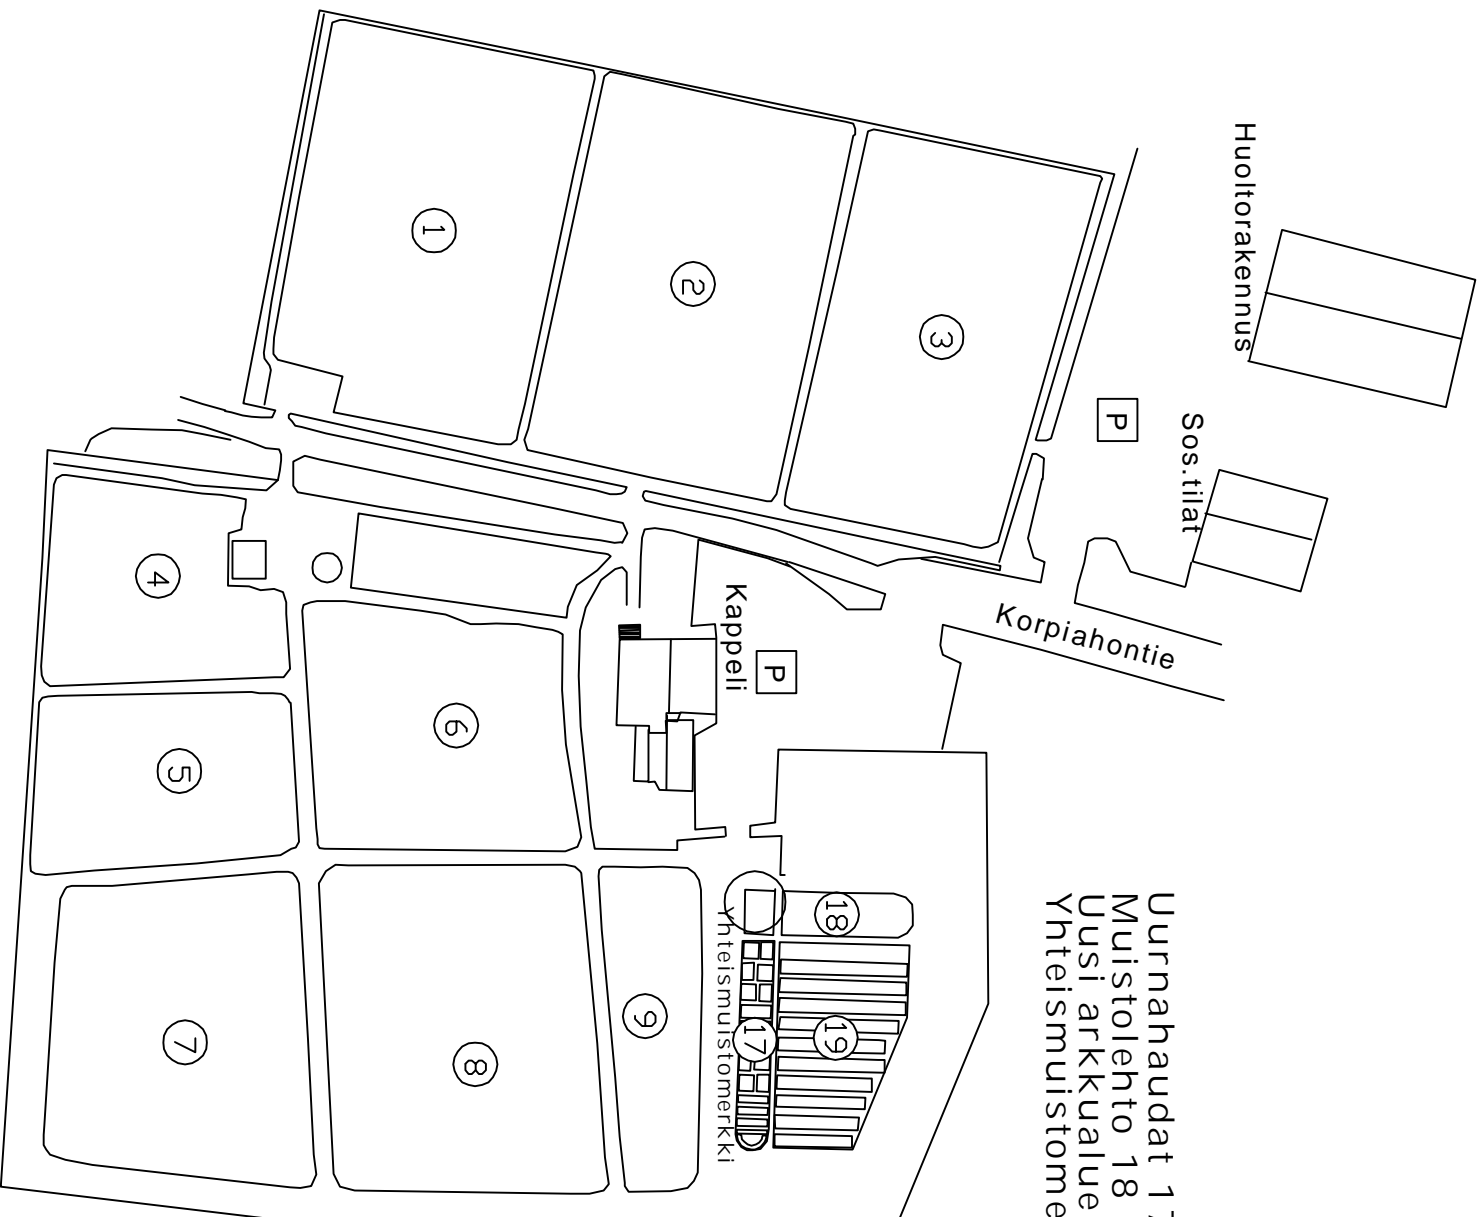 Huoltorakennus
Sos.tilat
P
Korpiahontie
Kappeli
P
1
2
3
4
5
6
7
8
9
18
17
19
Yhteismuistomerkki
Uurnahaudat 17
Muistolehto 18
Uusi arkkualue
Yhteismuistome